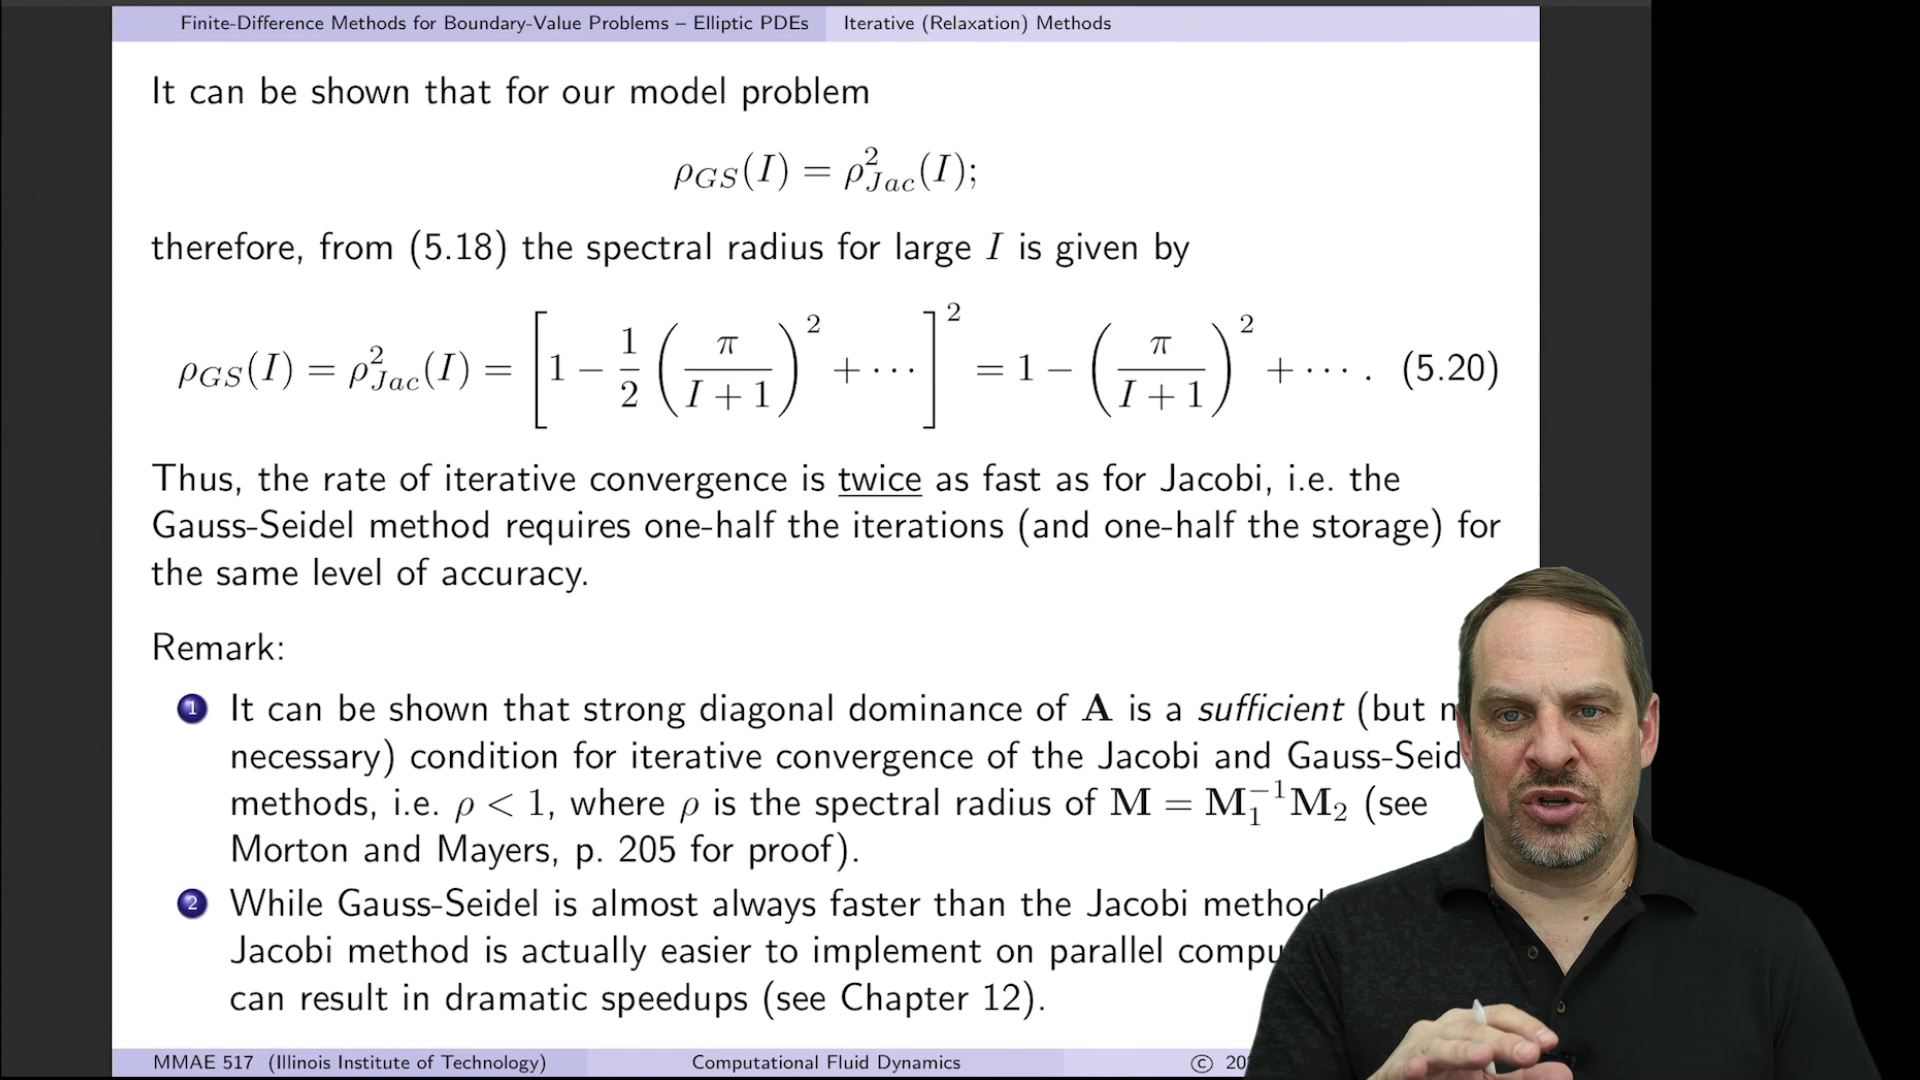 Finite-Difference Methods for Boundary-Value Problems – Elliptic PDEs Iterative (Relaxation) Methods
It can be shown that for our model problem
ρ_GS(I) = ρ²_Jac(I);
therefore, from (5.18) the spectral radius for large I is given by
ρ_GS(I) = ρ²_Jac(I) = [1 − 1/2 (π/(I + 1))² + ···]² = 1 − (π/(I + 1))² + ··· . (5.20)
Thus, the rate of iterative convergence is twice as fast as for Jacobi, i.e. the
Gauss-Seidel method requires one-half the iterations (and one-half the storage) for
the same level of accuracy.
Remark:
1 It can be shown that strong diagonal dominance of A is a sufficient (but
necessary) condition for iterative convergence of the Jacobi and Gauss-Seid
methods, i.e. ρ < 1, where ρ is the spectral radius of M = M₁⁻¹M₂ (see
Morton and Mayers, p. 205 for proof).
2 While Gauss-Seidel is almost always faster than the Jacobi method
Jacobi method is actually easier to implement on parallel compu
can result in dramatic speedups (see Chapter 12).
MMAE 517 (Illinois Institute of Technology) Computational Fluid Dynamics ©